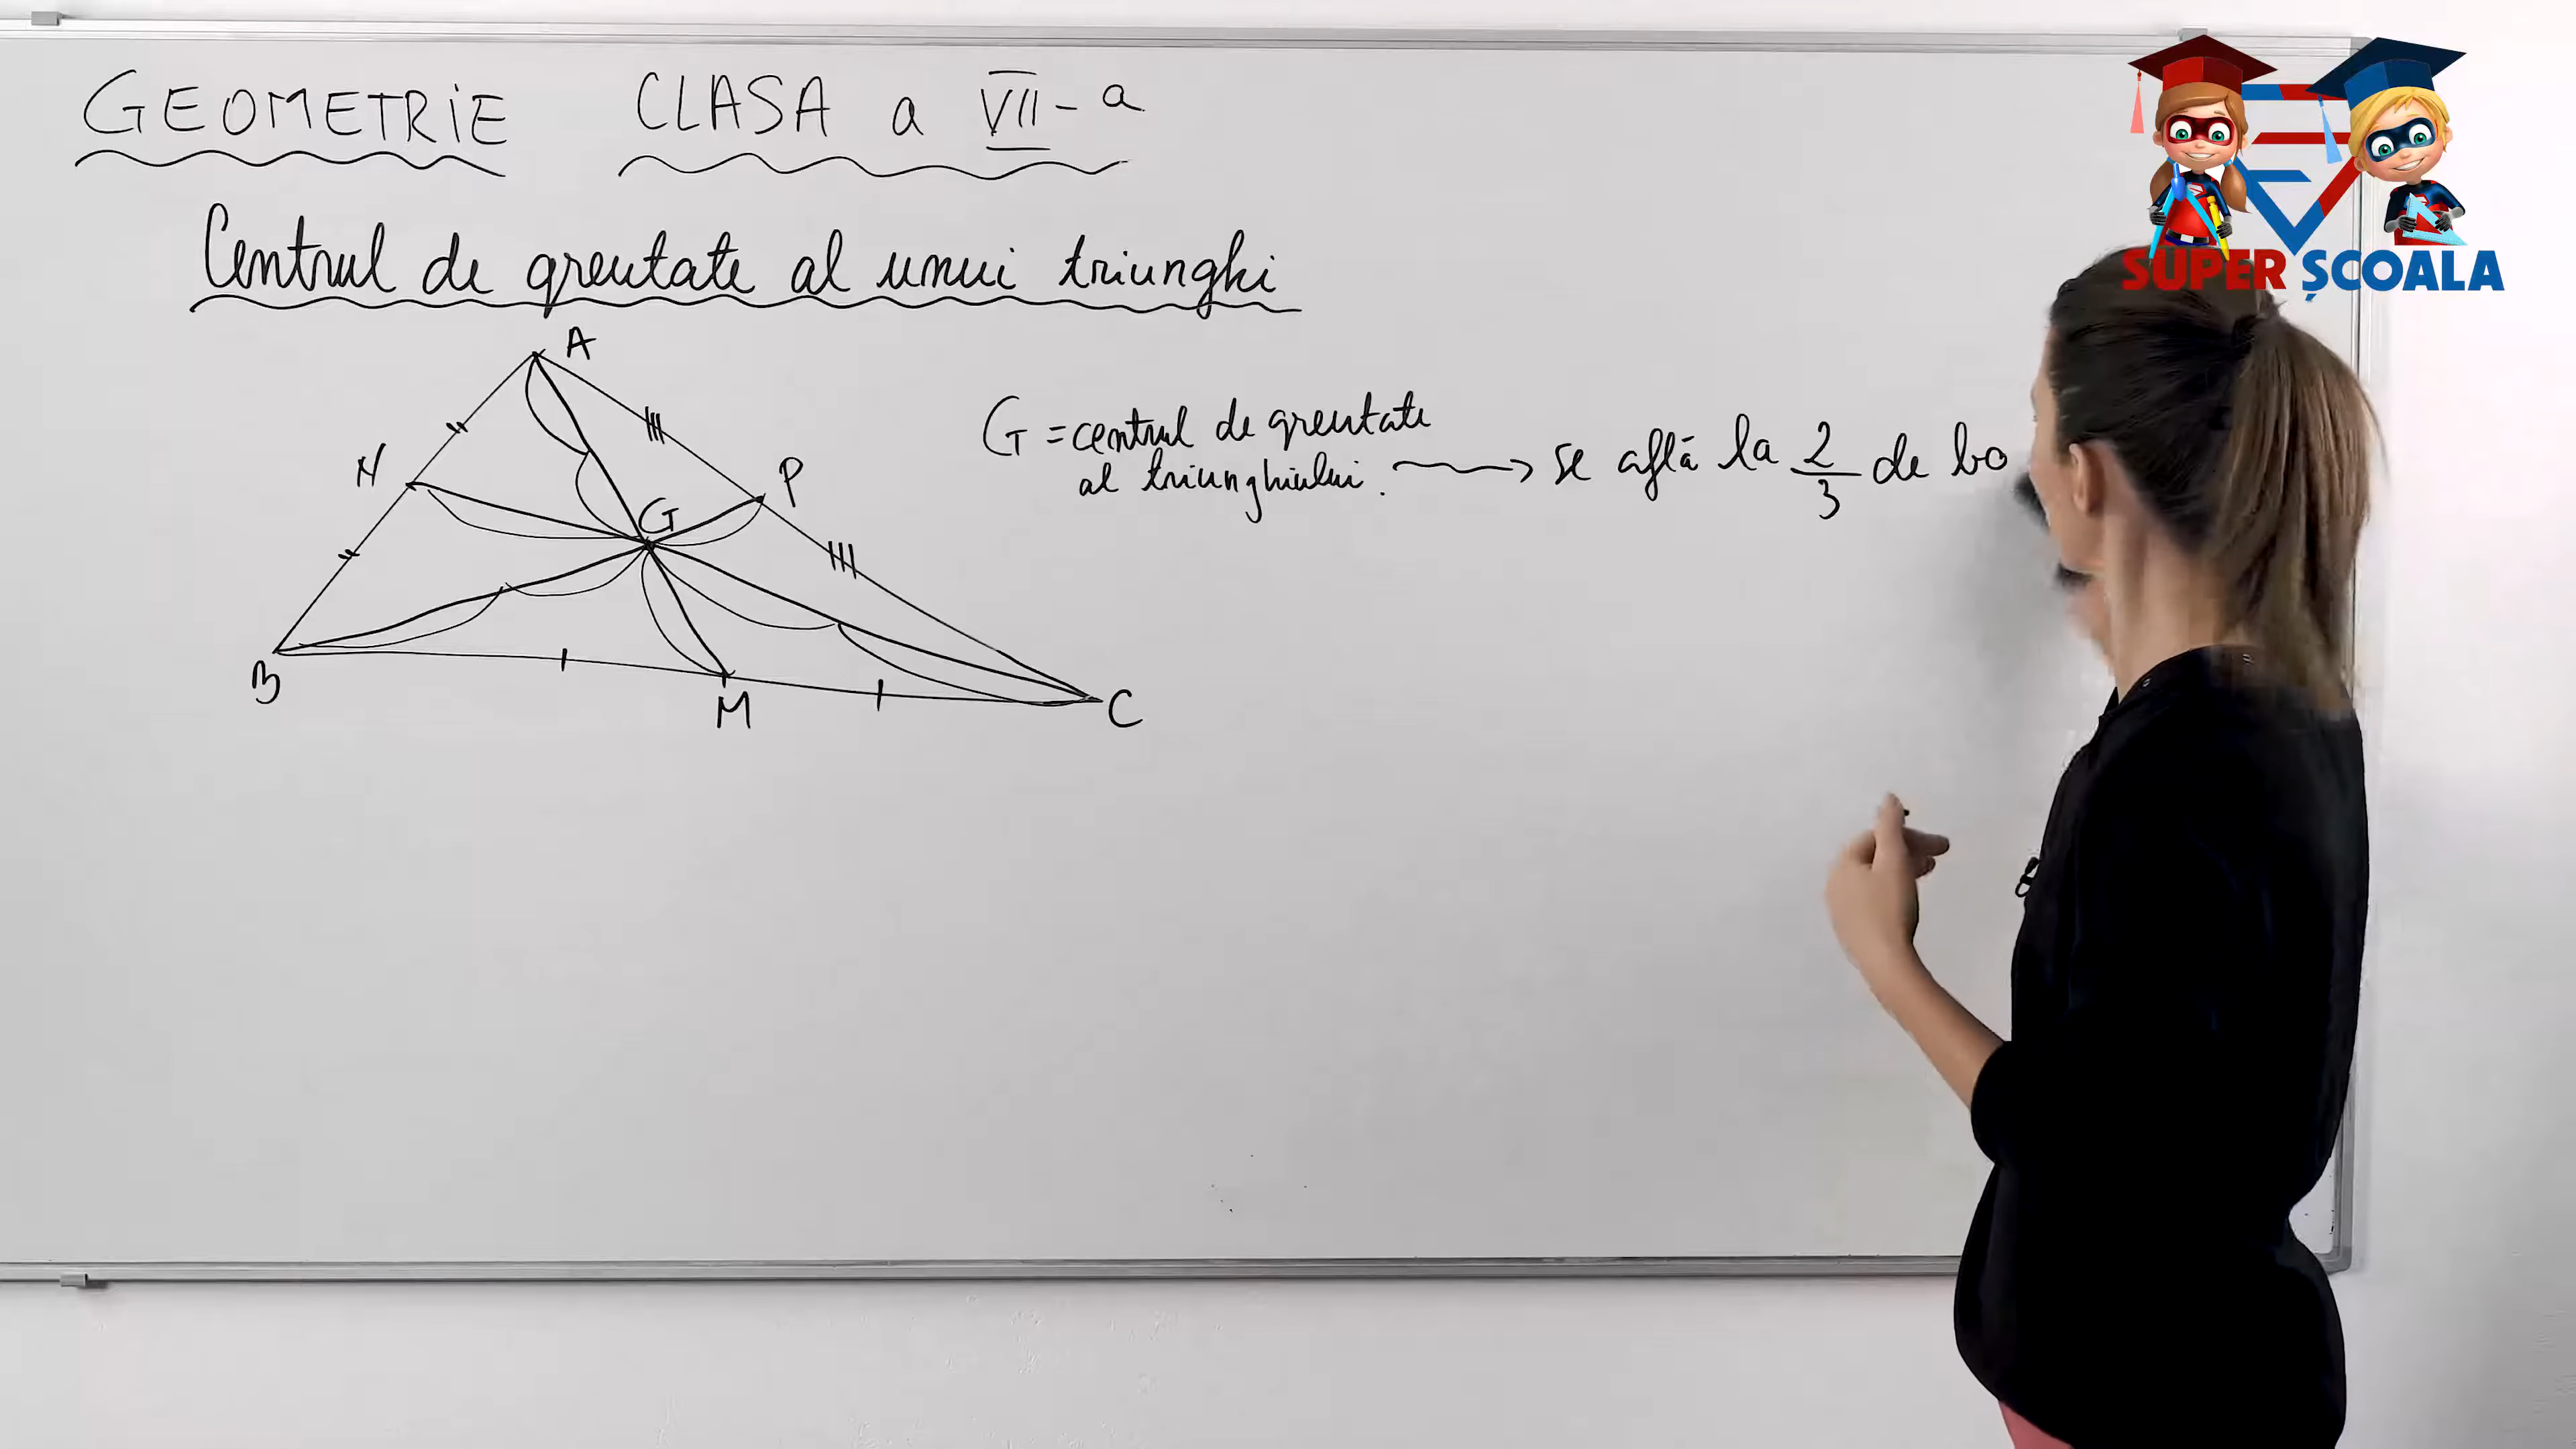 GEOMETRIE CLASA a VII-a
Centrul de greutate al unui triunghi
A
N
P
G
B
M
C
G = centrul de greutate
al triunghiului. → se află la 2/3 de
SUPER ȘCOALA